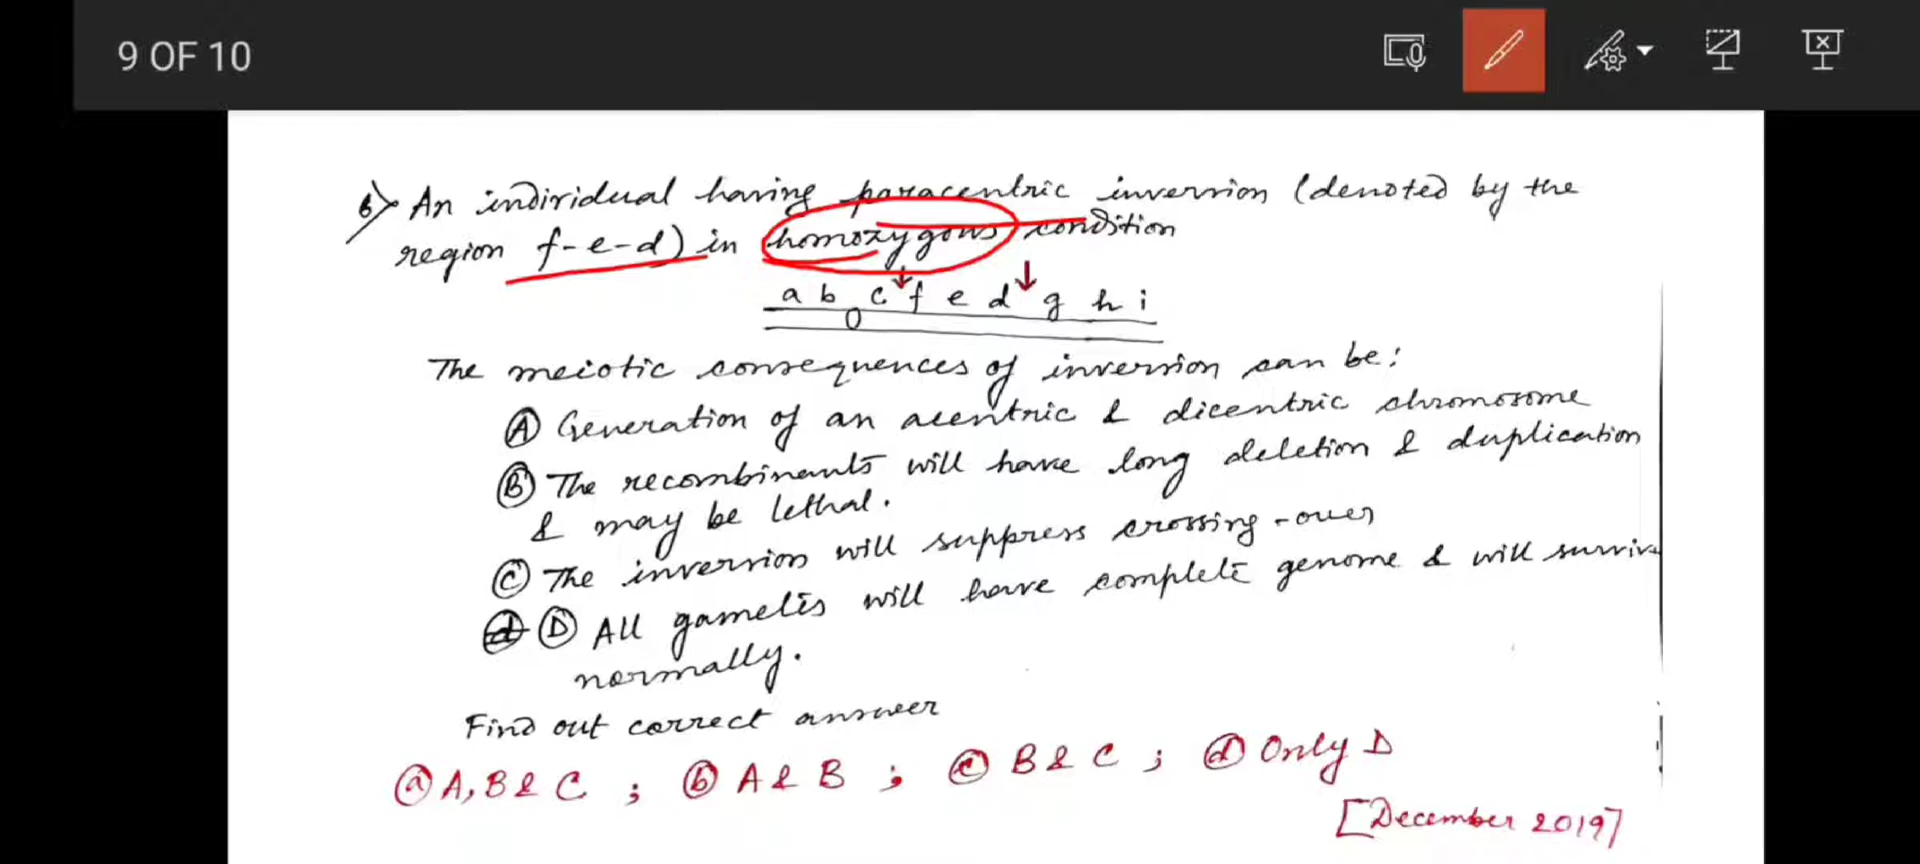 9 OF 10
6> An individual having paracentric inversion (denoted by the
region f-e-d) in homozygous condition
a b c f e d g h i
The meiotic consequences of inversion can be:
Ⓐ Generation of an acentric & dicentric chromosome
Ⓑ The recombinants will have long deletion & duplication
& may be lethal.
Ⓒ The inversion will suppress crossing-over
Ⓓ All gametes will have complete genome & will survive
normally.
Find out correct answer
ⓐ A, B & C ; ⓑ A & B ; ⓒ B & C ; ⓓ Only D
[December 2019]